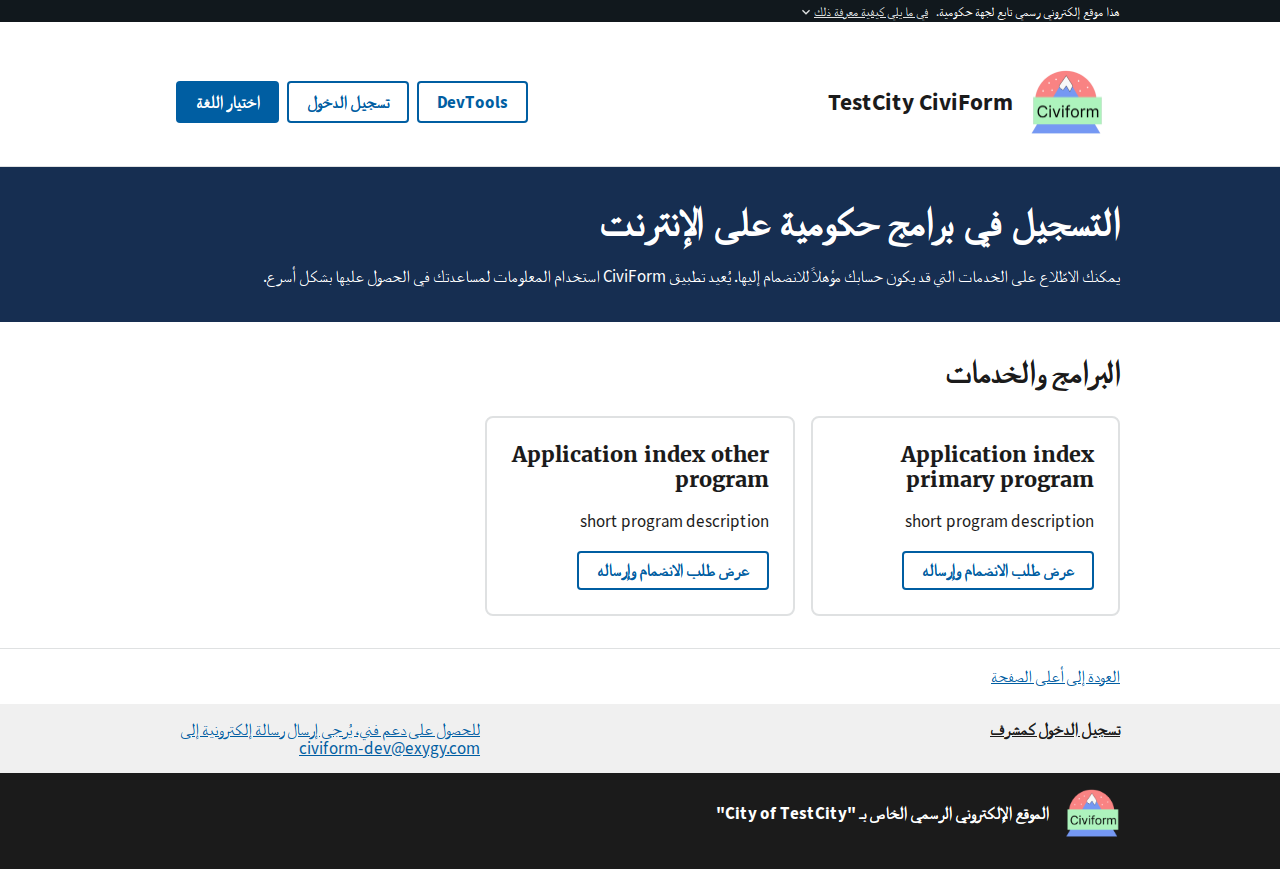 هذا موقع إلكتروني رسمي تابع لجهة حكومية. في ما يلي كيفية معرفة ذلك
Civiform
TestCity CiviForm
DevTools
تسجيل الدخول
اختيار اللغة
التسجيل في برامج حكومية على الإنترنت
يمكنك الاطّلاع على الخدمات التي قد يكون حسابك مؤهلاً للانضمام إليها. يُعيد تطبيق CiviForm استخدام المعلومات لمساعدتك في الحصول عليها بشكل أسرع.
البرامج والخدمات
Application index
primary program
short program description
عرض طلب الانضمام وإرساله
Application index other
program
short program description
عرض طلب الانضمام وإرساله
العودة إلى أعلى الصفحة
تسجيل الدخول كمشرف
للحصول على دعم فني، يُرجى إرسال رسالة إلكترونية إلى
civiform-dev@exygy.com
Civiform
الموقع الإلكتروني الرسمي الخاص بـ "City of TestCity"